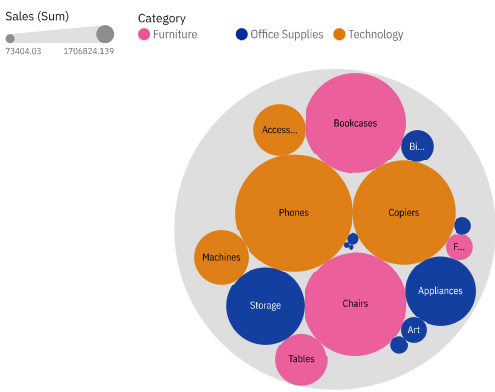 Sales (Sum)
73404.03 1706824.139
Category
Furniture Office Supplies Technology
Bookcases
Access...
Bi...
Phones
Copiers
F...
Machines
Appliances
Storage
Chairs
Art
Tables